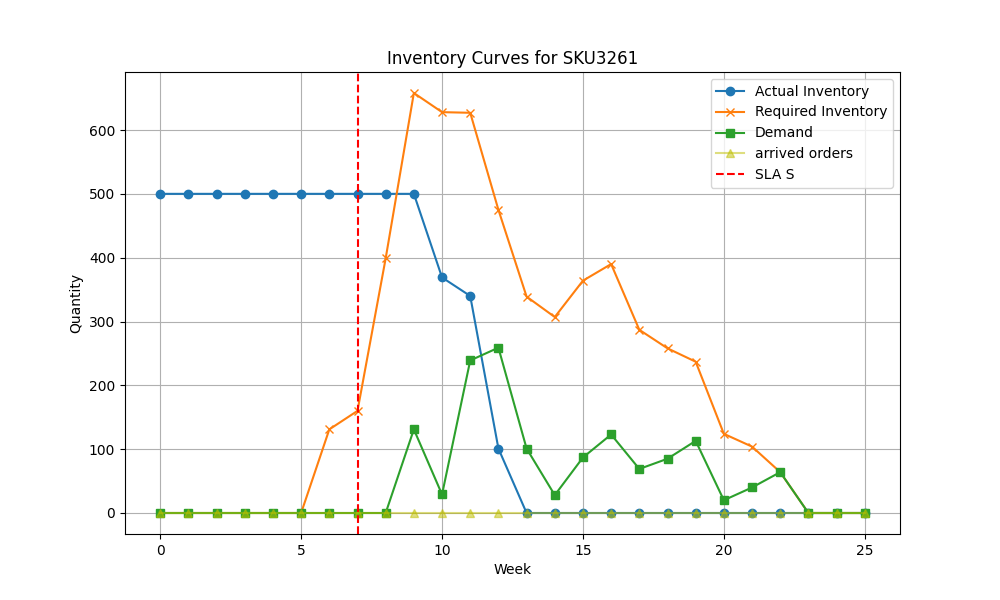 Inventory Curves for SKU3261
Actual Inventory
Required Inventory
Demand
arrived orders
SLA S
Quantity
600
500
400
300
200
100
0
0 5 10 15 20 25
Week